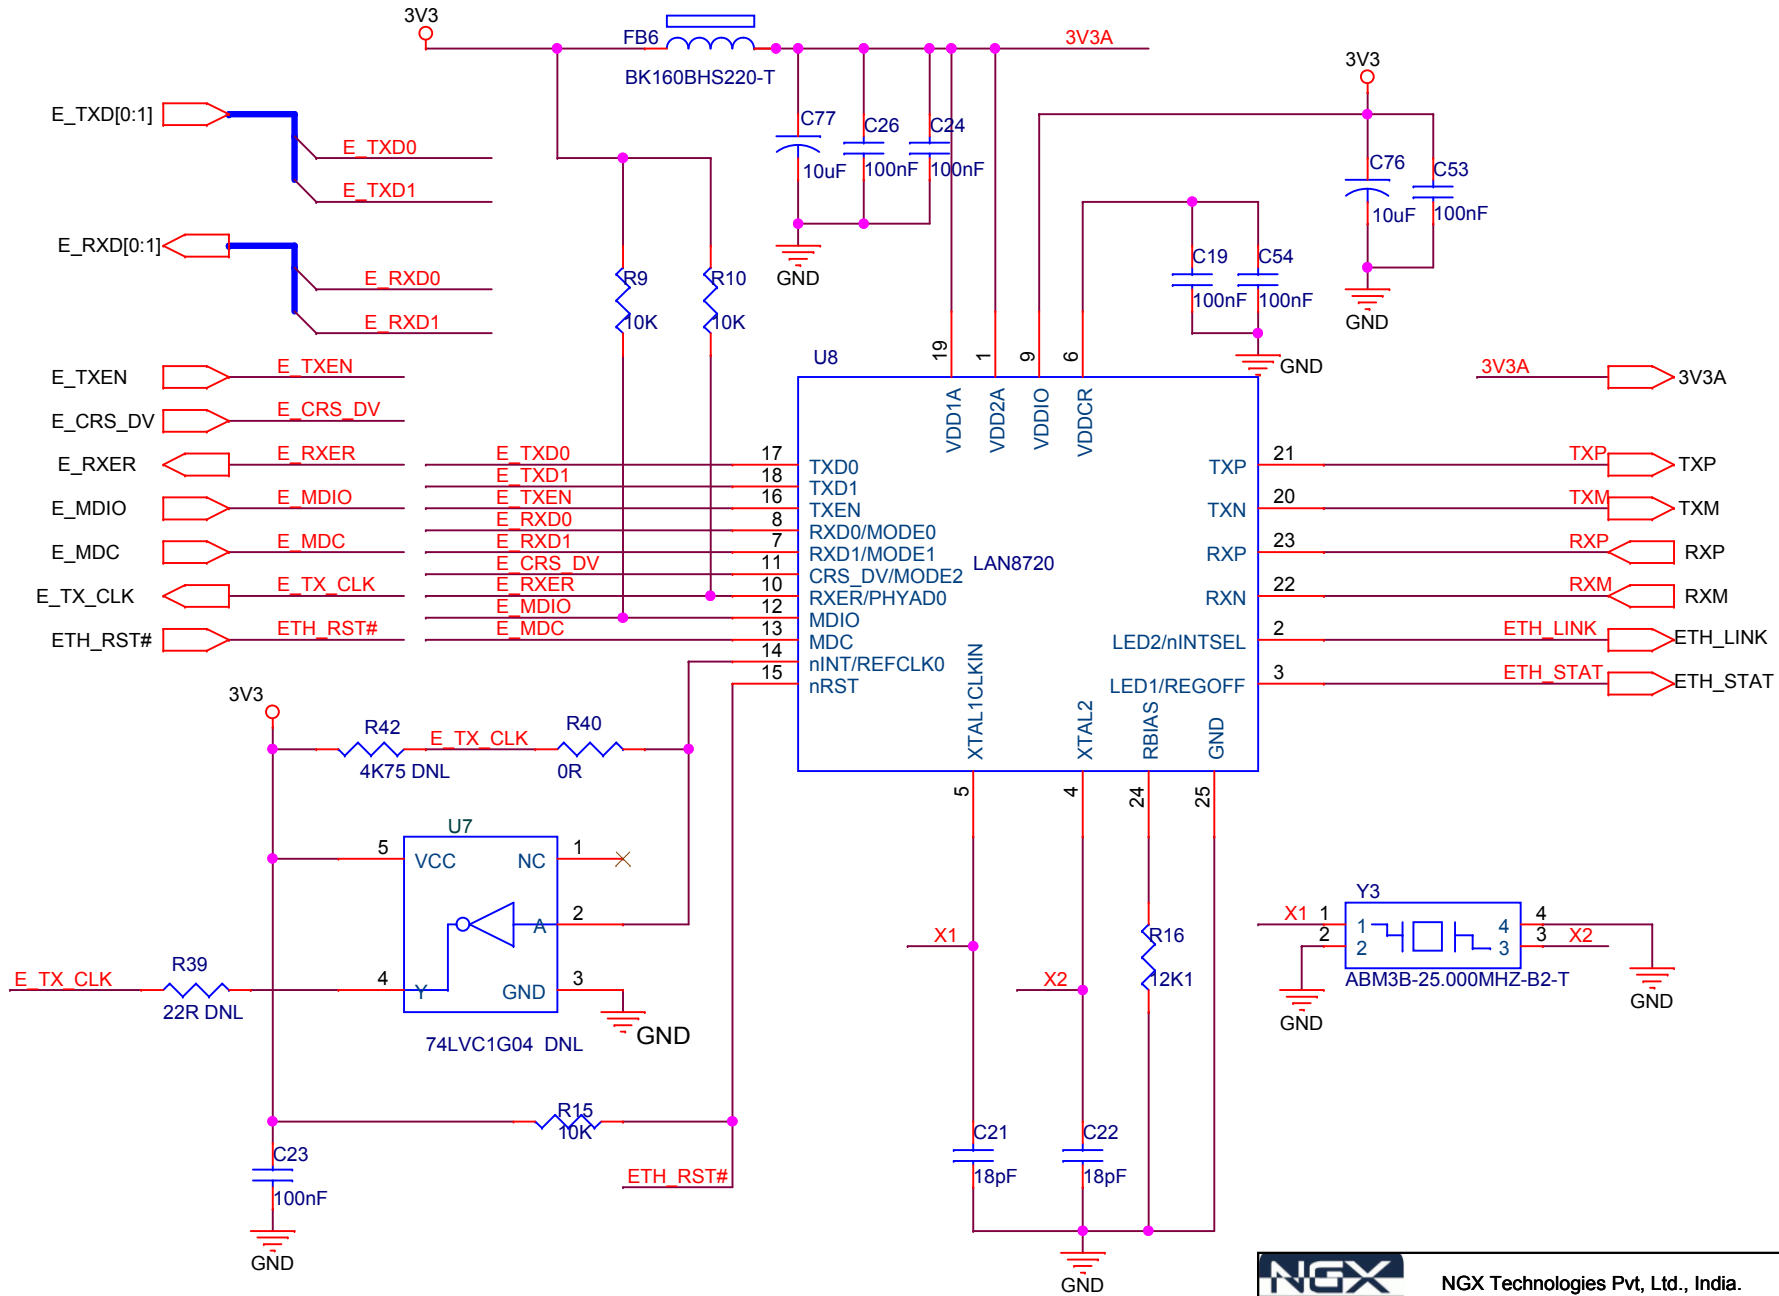 3V3
FB6
BK160BHS220-T
3V3A
3V3
E_TXD[0:1]
E_TXD0
E_TXD1
C77
10uF
C26
100nF
C24
100nF
C76
10uF
C53
100nF
E_RXD[0:1]
E_RXD0
E_RXD1
R9
10K
R10
10K
GND
C19
100nF
C54
100nF
GND
GND
U8
19
1
9
6
VDD1A
VDD2A
VDDIO
VDDCR
3V3A
3V3A
E_TXEN
E_TXEN
E_CRS_DV
E_CRS_DV
E_RXER
E_RXER
E_MDIO
E_MDIO
E_MDC
E_MDC
E_TX_CLK
E_TX_CLK
ETH_RST#
ETH_RST#
E_TXD0 17 TXD0
E_TXD1 18 TXD1
E_TXEN 16 TXEN
E_RXD0 8 RXD0/MODE0
E_RXD1 7 RXD1/MODE1
E_CRS_DV 11 CRS_DV/MODE2
E_RXER 10 RXER/PHYAD0
E_MDIO 12 MDIO
E_MDC 13 MDC
14 nINT/REFCLK0
15 nRST
LAN8720
TXP 21 TXP TXP
TXN 20 TXM TXM
RXP 23 RXP RXP
RXN 22 RXM RXM
LED2/nINTSEL 2 ETH_LINK ETH_LINK
LED1/REGOFF 3 ETH_STAT ETH_STAT
XTAL1CLKIN
XTAL2
RBIAS
GND
5
4
24
25
3V3
R42
4K75 DNL
E_TX_CLK
R40
0R
U7
5 VCC
NC 1
A 2
4 Y
GND 3
GND
74LVC1G04 DNL
E_TX_CLK
R39
22R DNL
R15
10K
ETH_RST#
C23
100nF
GND
X1
X2
R16
12K1
C21
18pF
C22
18pF
GND
Y3
X1 1 1
2 2
4 4
3 3 X2
ABM3B-25.000MHZ-B2-T
GND
GND
NGX
NGX Technologies Pvt, Ltd., India.